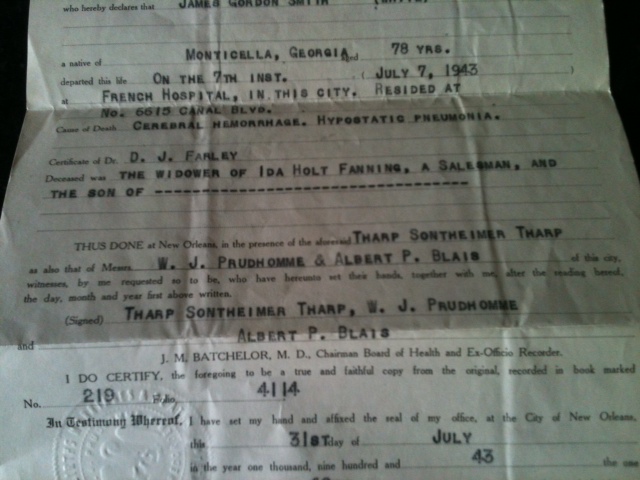 who hereby declares that JAMES GORDON SMITH
a native of MONTICELLA, GEORGIA aged 78 YRS.
departed this life ON THE 7TH INST. ( JULY 7, 1943 )
at FRENCH HOSPITAL, IN THIS CITY. RESIDED AT
NO. 6615 CANAL BLVD.
Cause of Death CEREBRAL HEMORRHAGE. HYPOSTATIC PNEUMONIA.
Certificate of Dr. D. J. FARLEY
Deceased was THE WIDOWER OF IDA HOLT FANNING, A SALESMAN, AND
THE SON OF ------------------------------------
THUS DONE at New Orleans, in the presence of the aforesaid THARP SONTHEIMER THARP
as also that of Messes. W. J. PRUDHOMME & ALBERT P. BLAIS of this city,
witnesses, by me requested so to be, who have hereunto set their hands, together with me, after the reading hereof,
the day, month and year first above written.
(Signed) THARP SONTHEIMER THARP, W. J. PRUDHOMME
and ALBERT P. BLAIS
J. M. BATCHELOR, M. D., Chairman Board of Health and Ex-Officio Recorder.
I DO CERTIFY, the foregoing to be a true and faithful copy from the original, recorded in book marked
No. 219 Folio 4114
In Testimony Whereof, I have set my hand and affixed the seal of my office, at the City of New Orleans,
this 31ST day of JULY
in the year one thousand, nine hundred and 43 the one